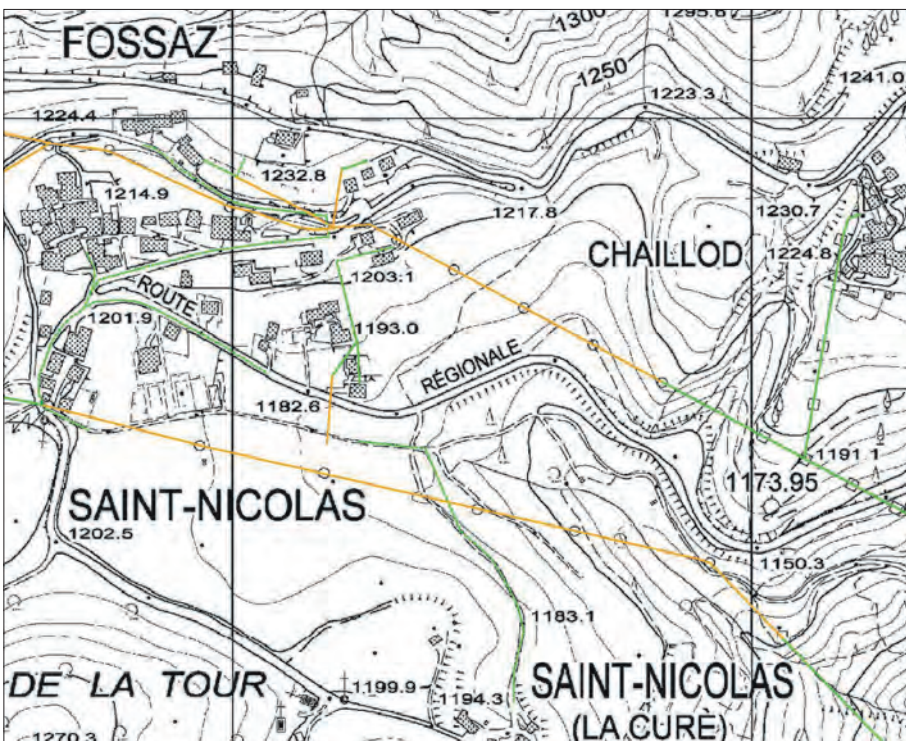 1300
1295.6
FOSSAZ
1250
1241.0
1223.3
1224.4
1232.8
1214.9
1217.8
1230.7
CHAILLOD
1224.8
1203.1
ROUTE
1201.9
1193.0
RÉGIONALE
1182.6
1191.1
1173.95
SAINT-NICOLAS
1202.5
1150.3
1183.1
DE LA TOUR
1199.9
1194.3
SAINT-NICOLAS
(LA CURE)
1270.3